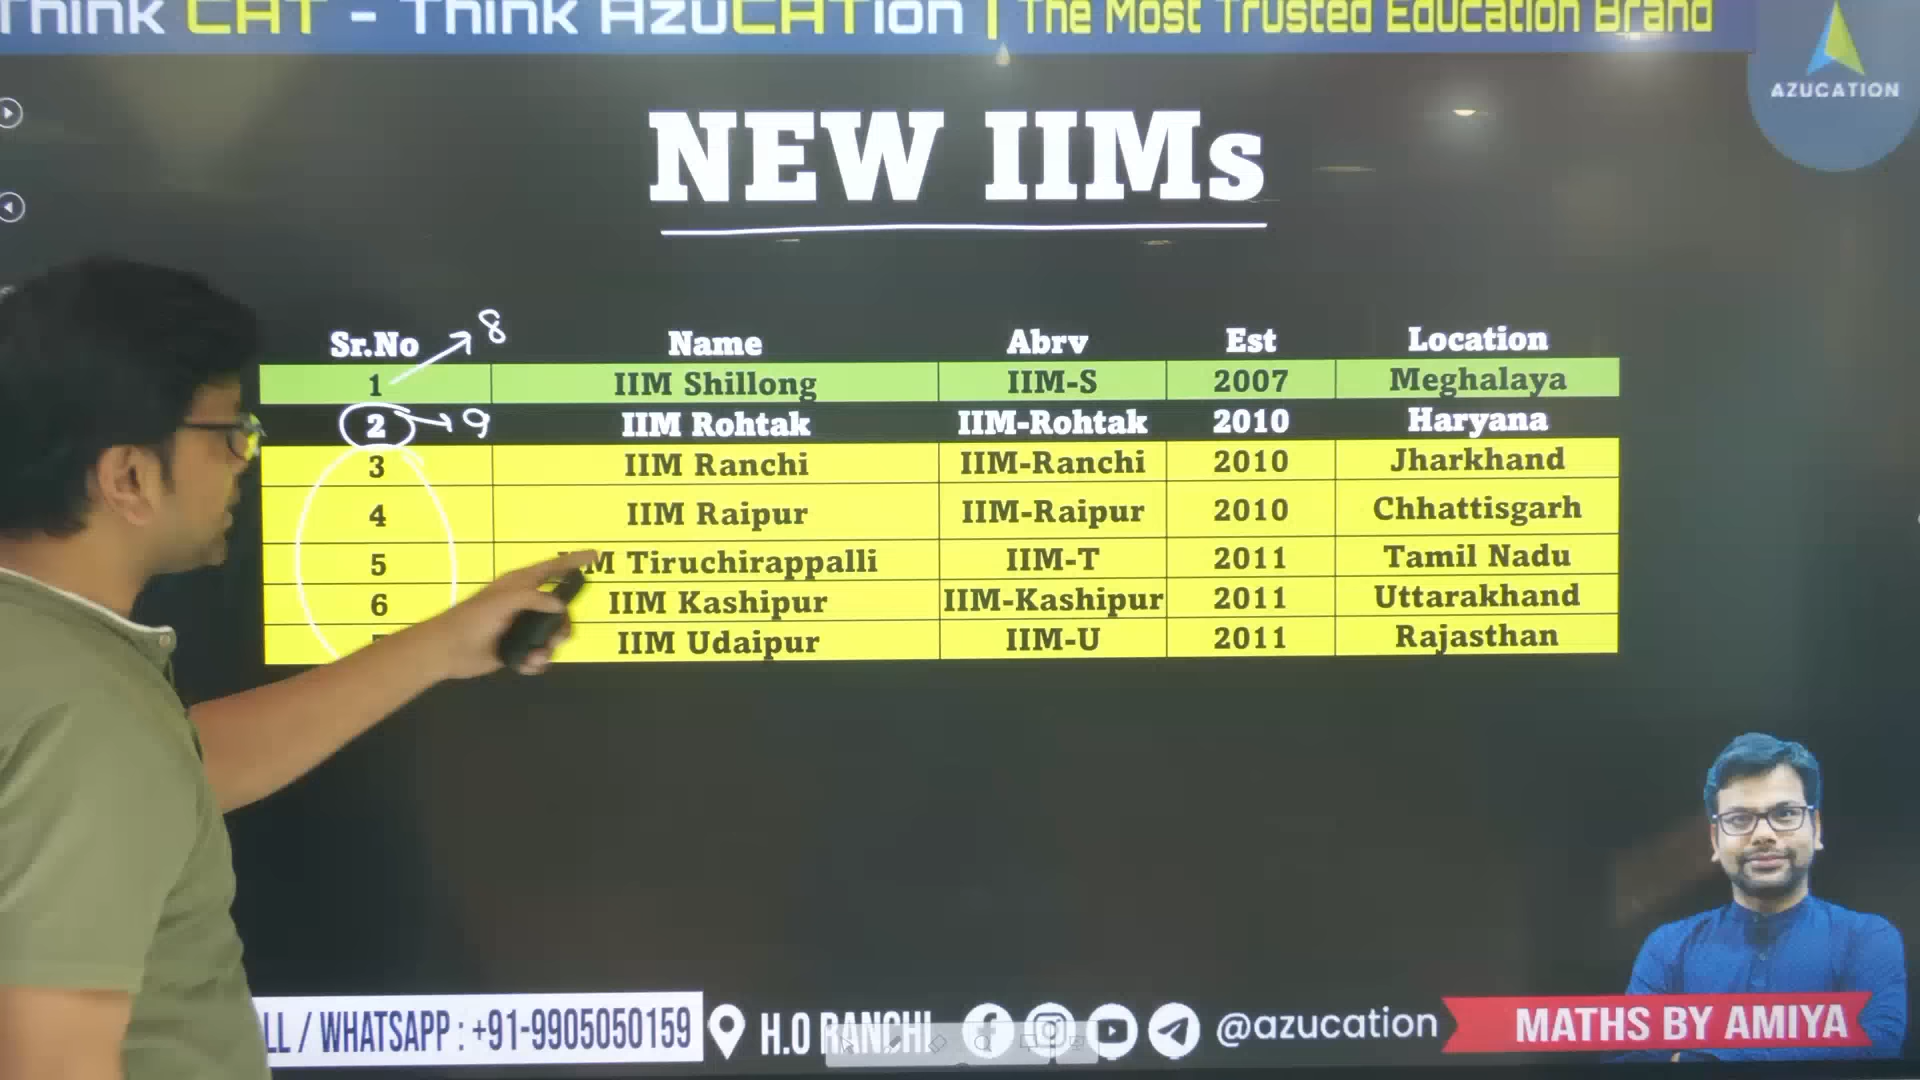 Think CAT - Think AzuCATion | The Most Trusted Education Brand
AZUCATION
NEW IIMs
8
Sr.No Name Abrv Est Location
1 IIM Shillong IIM-S 2007 Meghalaya
2 9 IIM Rohtak IIM-Rohtak 2010 Haryana
3 IIM Ranchi IIM-Ranchi 2010 Jharkhand
4 IIM Raipur IIM-Raipur 2010 Chhattisgarh
5 M Tiruchirappalli IIM-T 2011 Tamil Nadu
6 IIM Kashipur IIM-Kashipur 2011 Uttarakhand
IIM Udaipur IIM-U 2011 Rajasthan
LL / WHATSAPP : +91-9905050159 H.O RANCHI @azucation MATHS BY AMIYA